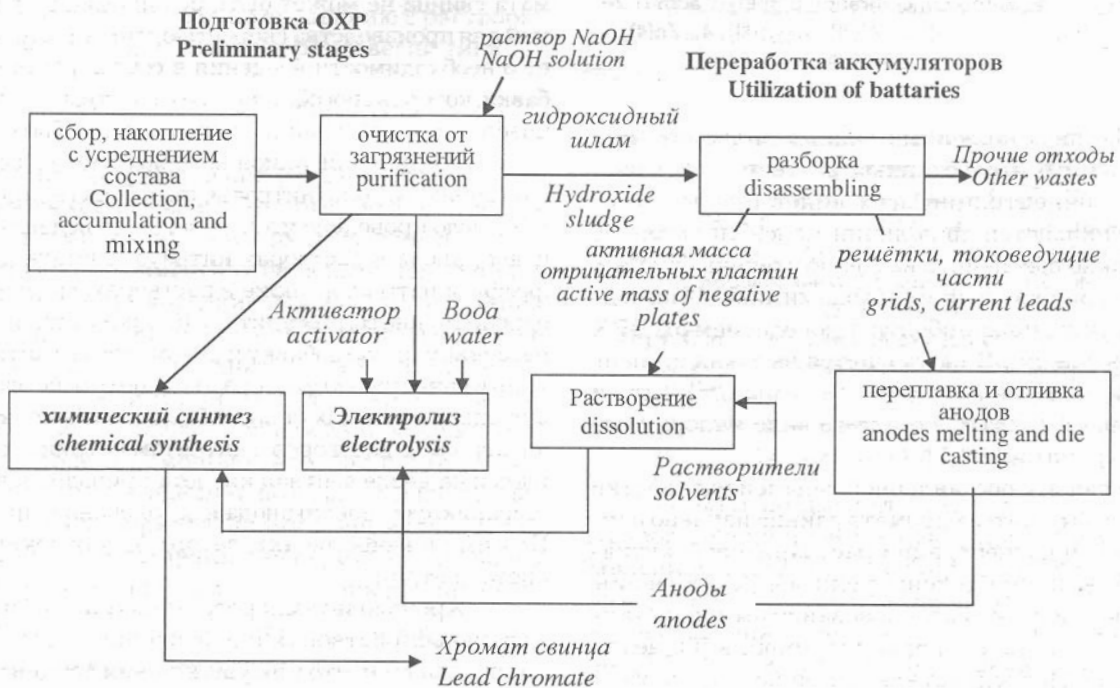 Подготовка ОХР
Preliminary stages
раствор NaOH
NaOH solution
Переработка аккумуляторов
Utilization of battaries
сбор, накопление
с усреднением
состава
Collection,
accumulation and
mixing
очистка от
загрязнений
purification
гидроксидный
шлам
Hydroxide
sludge
разборка
disassembling
Прочие отходы
Other wastes
активная масса
отрицательных пластин
active mass of negative
plates
решётки, токоведущие
части
grids, current leads
Активатор
activator
Вода
water
химический синтез
chemical synthesis
Электролиз
electrolysis
Растворение
dissolution
переплавка и отливка
анодов
anodes melting and die
casting
Растворители
solvents
Аноды
anodes
Хромат свинца
Lead chromate